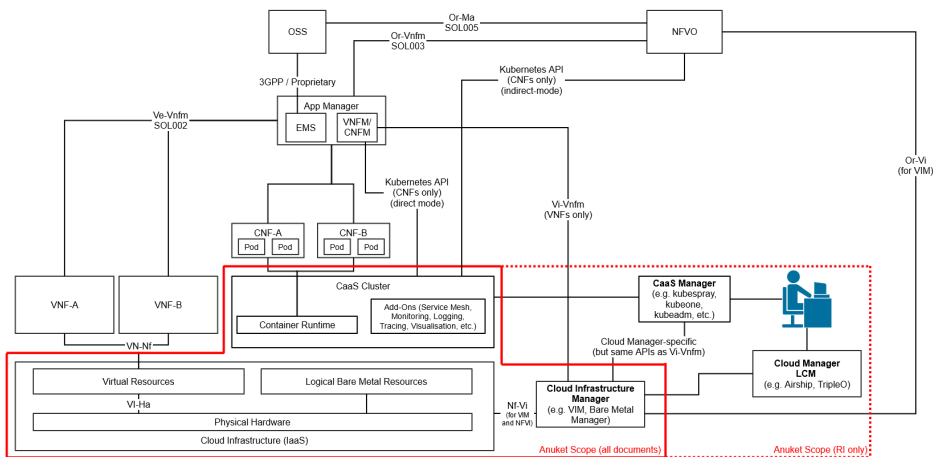 Or-Ma
SOL005
OSS
NFVO
Or-Vnfm
SOL003
Kubernetes API
(CNFs only)
(indirect-mode)
3GPP / Proprietary
App Manager
EMS
VNFM/
CNFM
Ve-Vnfm
SOL002
Or-Vi
(for VIM)
Kubernetes API
(CNFs only)
(direct mode)
Vi-Vnfm
(VNFs only)
CNF-A
Pod
Pod
CNF-B
Pod
Pod
VNF-A
VNF-B
CaaS Cluster
Container Runtime
Add-Ons (Service Mesh,
Monitoring, Logging,
Tracing, Visualisation, etc.)
CaaS Manager
(e.g. kubespray,
kubeone,
kubeadm, etc.)
VN-Nf
Cloud Manager-specific
(but same APIs as Vi-Vnfm)
Cloud Manager
LCM
(e.g. Airship, TripleO)
Virtual Resources
Logical Bare Metal Resources
VI-Ha
Physical Hardware
Cloud Infrastructure (IaaS)
Nf-Vi
(for VIM
and NFVI)
Cloud Infrastructure
Manager
(e.g. VIM, Bare Metal
Manager)
Anuket Scope (all documents)
Anuket Scope (RI only)